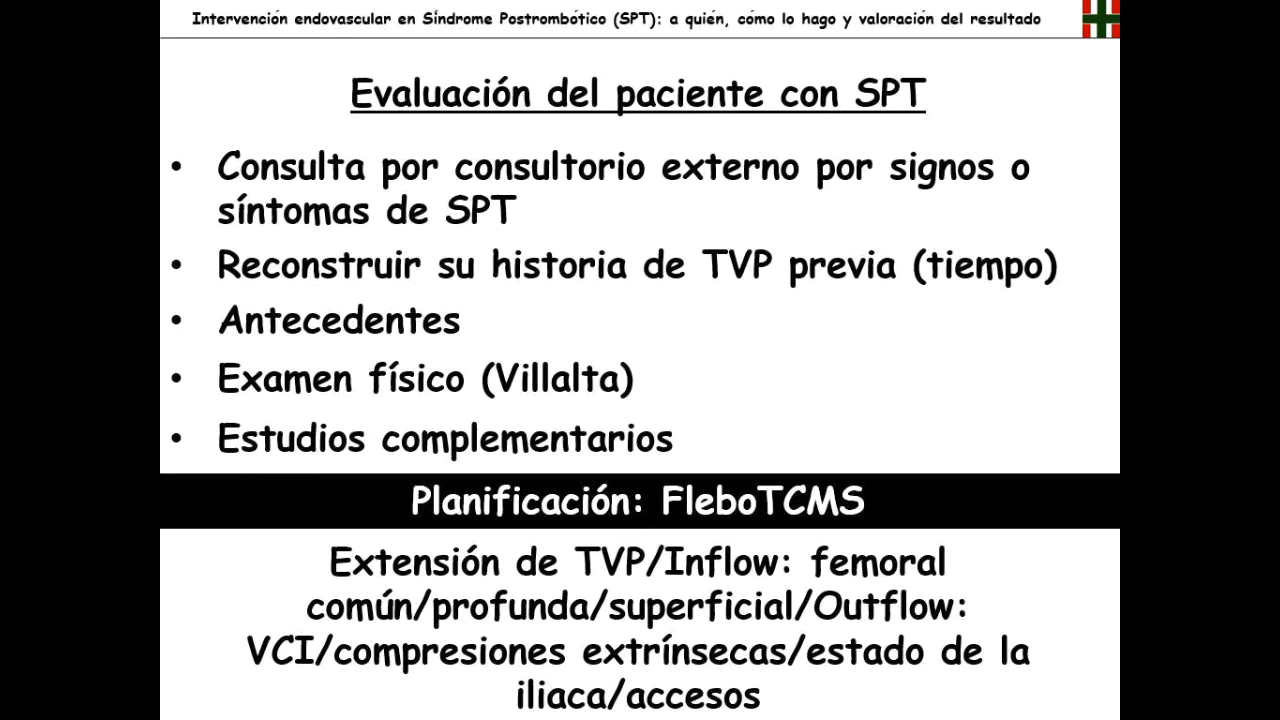 Intervención endovascular en Síndrome Postrombótico (SPT): a quién, cómo lo hago y valoración del resultado
Evaluación del paciente con SPT
• Consulta por consultorio externo por signos o
síntomas de SPT
• Reconstruir su historia de TVP previa (tiempo)
• Antecedentes
• Examen físico (Villalta)
• Estudios complementarios
Planificación: FleboTCMS
Extensión de TVP/Inflow: femoral
común/profunda/superficial/Outflow:
VCI/compresiones extrínsecas/estado de la
iliaca/accesos